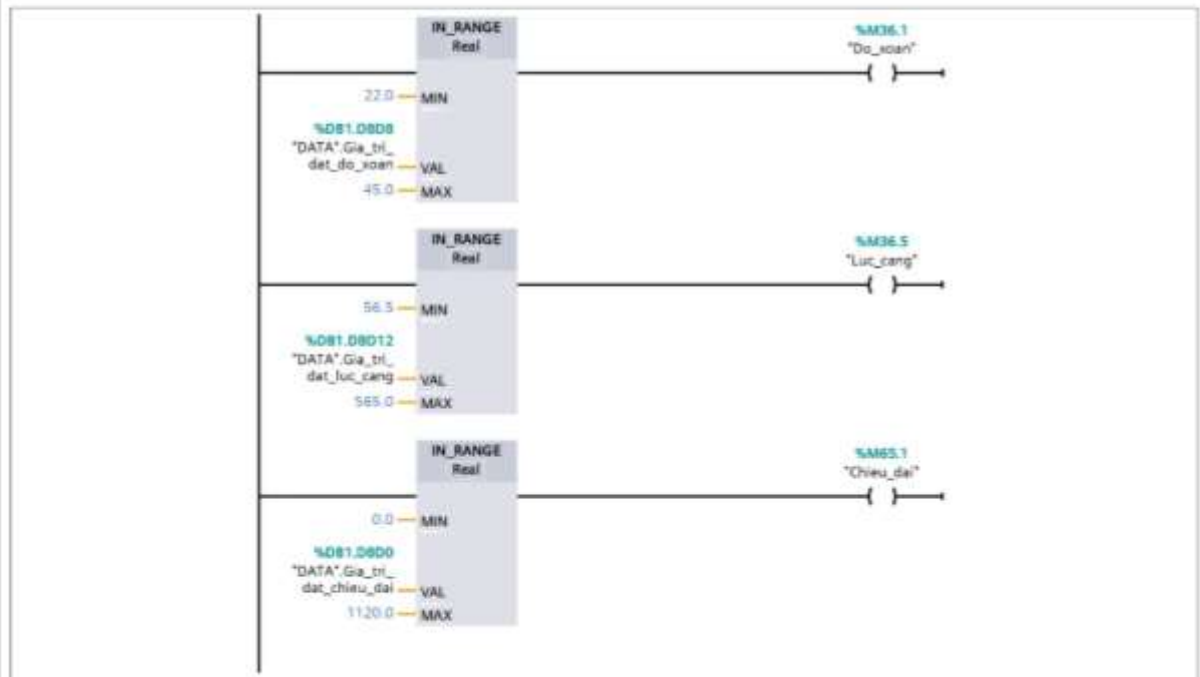 IN_RANGE
Real
%M36.1
"Do_xoan"
22.0
MIN
%DB1.DBD8
"DATA".Gia_tri_
dat_do_xoan
VAL
45.0
MAX
IN_RANGE
Real
%M36.5
"Luc_cang"
56.5
MIN
%DB1.DBD12
"DATA".Gia_tri_
dat_luc_cang
VAL
565.0
MAX
IN_RANGE
Real
%M65.1
"Chieu_dai"
0.0
MIN
%DB1.DBD0
"DATA".Gia_tri_
dat_chieu_dai
VAL
1120.0
MAX